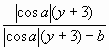 |cos a|(y + 3)
|cos a|(y + 3) − b